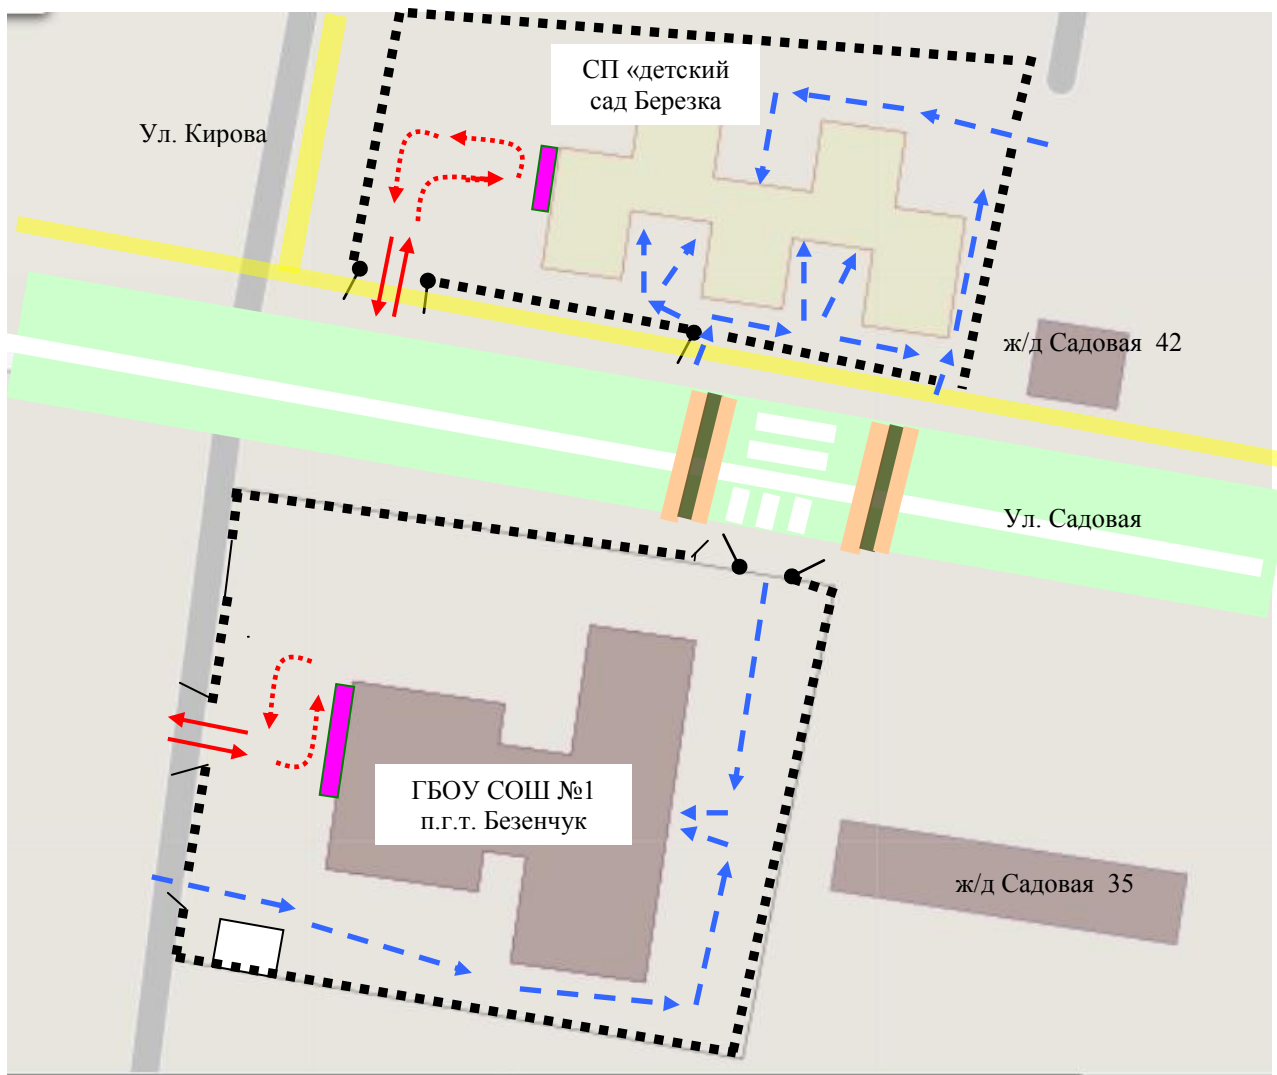 СП «детский
сад Березка
Ул. Кирова
ж/д Садовая 42
Ул. Садовая
ГБОУ СОШ №1
п.г.т. Безенчук
ж/д Садовая 35